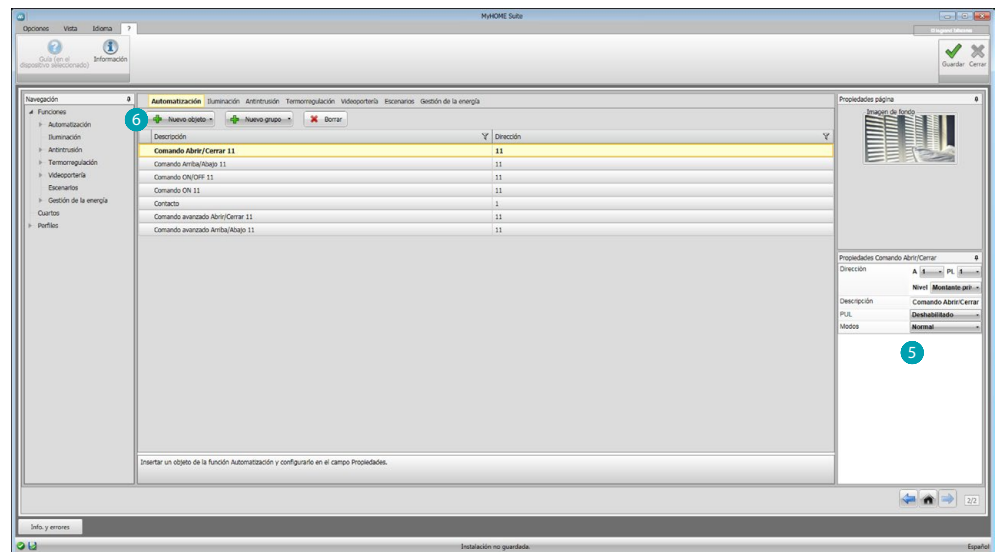 MyHOME Suite
Opciones Vista Idioma ?
Guía (en el dispositivo seleccionado)
Información
Guardar Cerrar
Navegación
Funciones
Automatización
Iluminación
Antintrusión
Termorregulación
Videoportería
Escenarios
Gestión de la energía
Cuartos
Perfiles
Automatización Iluminación Antintrusión Termorregulación Videoportería Escenarios Gestión de la energía
6 Nuevo objeto Nuevo grupo Borrar
Descripción Dirección
Comando Abrir/Cerrar 11 11
Comando Arriba/Abajo 11 11
Comando ON/OFF 11 11
Comando ON 11 11
Contacto 1
Comando avanzado Abrir/Cerrar 11 11
Comando avanzado Arriba/Abajo 11 11
Insertar un objeto de la función Automatización y configurarlo en el campo Propiedades.
Propiedades página
Imagen de fondo
Propiedades Comando Abrir/Cerrar
Dirección A 1 PL 1
Nivel Montante pri
Descripción Comando Abrir/Cerrar
PUL Deshabilitado
Modos Normal
5
2/2
Info. y errores
Instalación no guardada.
Español